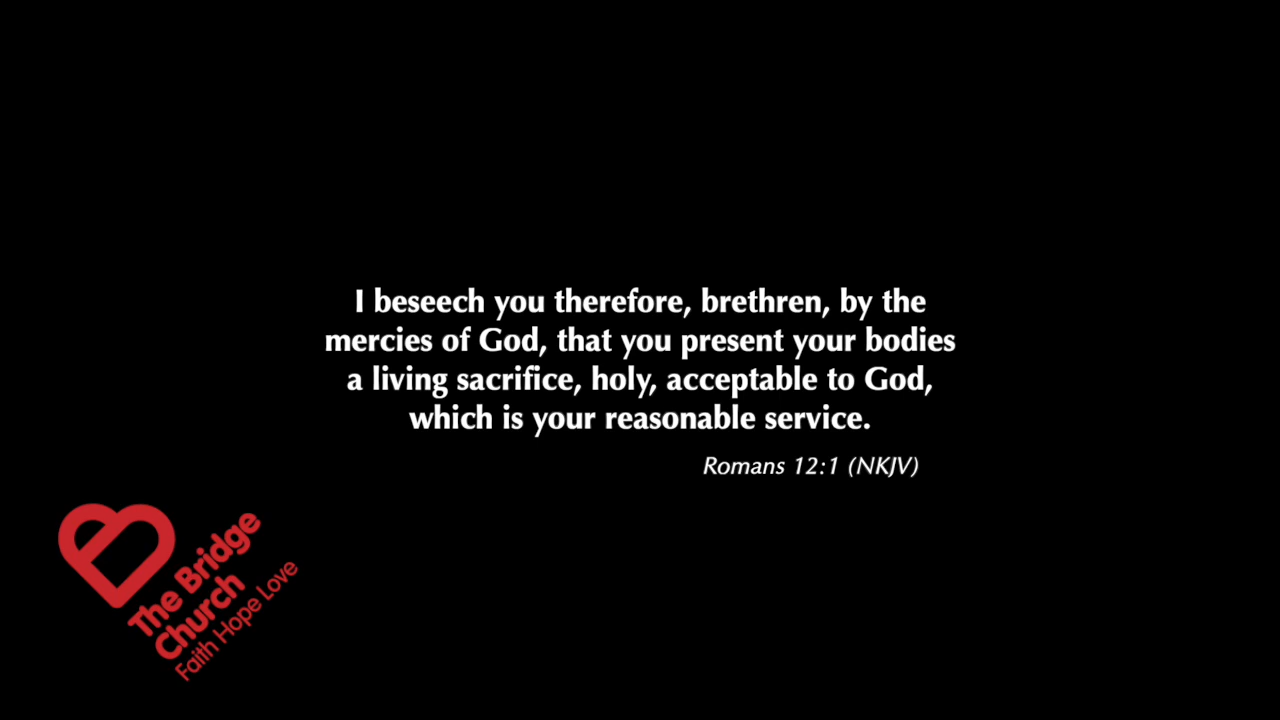 I beseech you therefore, brethren, by the
mercies of God, that you present your bodies
a living sacrifice, holy, acceptable to God,
which is your reasonable service.
Romans 12:1 (NKJV)
The Bridge
Church
Faith Hope Love